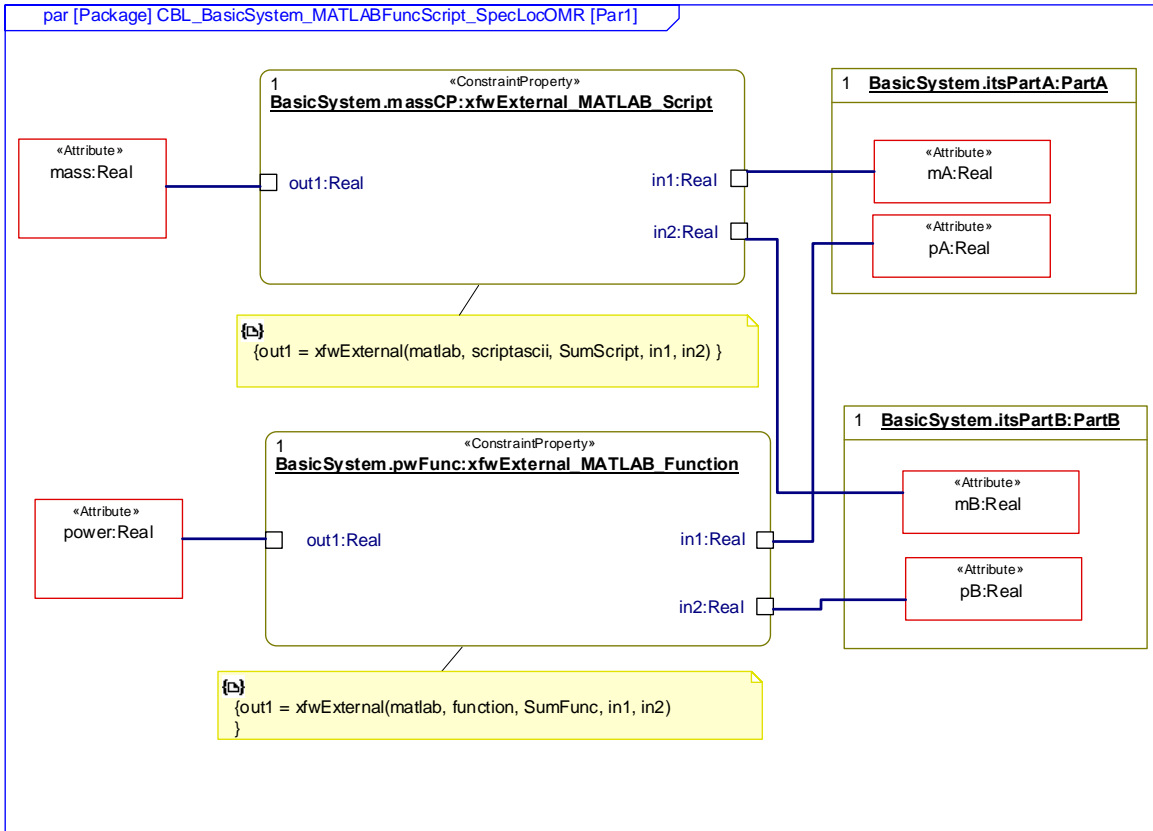 par [Package] CBL_BasicSystem_MATLABFuncScript_SpecLocOMR [Par1]
1
«ConstraintProperty»
BasicSystem.massCP:xfwExternal_MATLAB_Script
out1:Real
in1:Real
in2:Real
«Attribute»
mass:Real
1
BasicSystem.itsPartA:PartA
«Attribute»
mA:Real
«Attribute»
pA:Real
{out1 = xfwExternal(matlab, scriptascii, SumScript, in1, in2) }
1
«ConstraintProperty»
BasicSystem.pwFunc:xfwExternal_MATLAB_Function
out1:Real
in1:Real
in2:Real
«Attribute»
power:Real
1
BasicSystem.itsPartB:PartB
«Attribute»
mB:Real
«Attribute»
pB:Real
{out1 = xfwExternal(matlab, function, SumFunc, in1, in2)
}